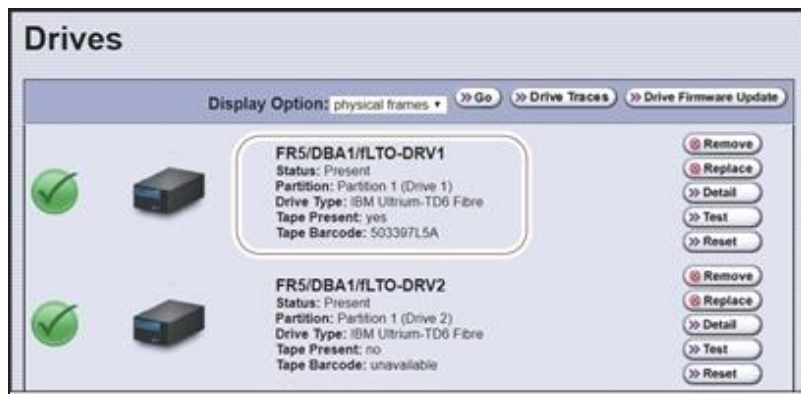 Drives
Display Option: physical frames Go Drive Traces Drive Firmware Update
FR5/DBA1/fLTO-DRV1
Status: Present
Partition: Partition 1 (Drive 1)
Drive Type: IBM Ultrium-TD6 Fibre
Tape Present: yes
Tape Barcode: 503397L5A
Remove
Replace
Detail
Test
Reset
FR5/DBA1/fLTO-DRV2
Status: Present
Partition: Partition 1 (Drive 2)
Drive Type: IBM Ultrium-TD6 Fibre
Tape Present: no
Tape Barcode: unavailable
Remove
Replace
Detail
Test
Reset